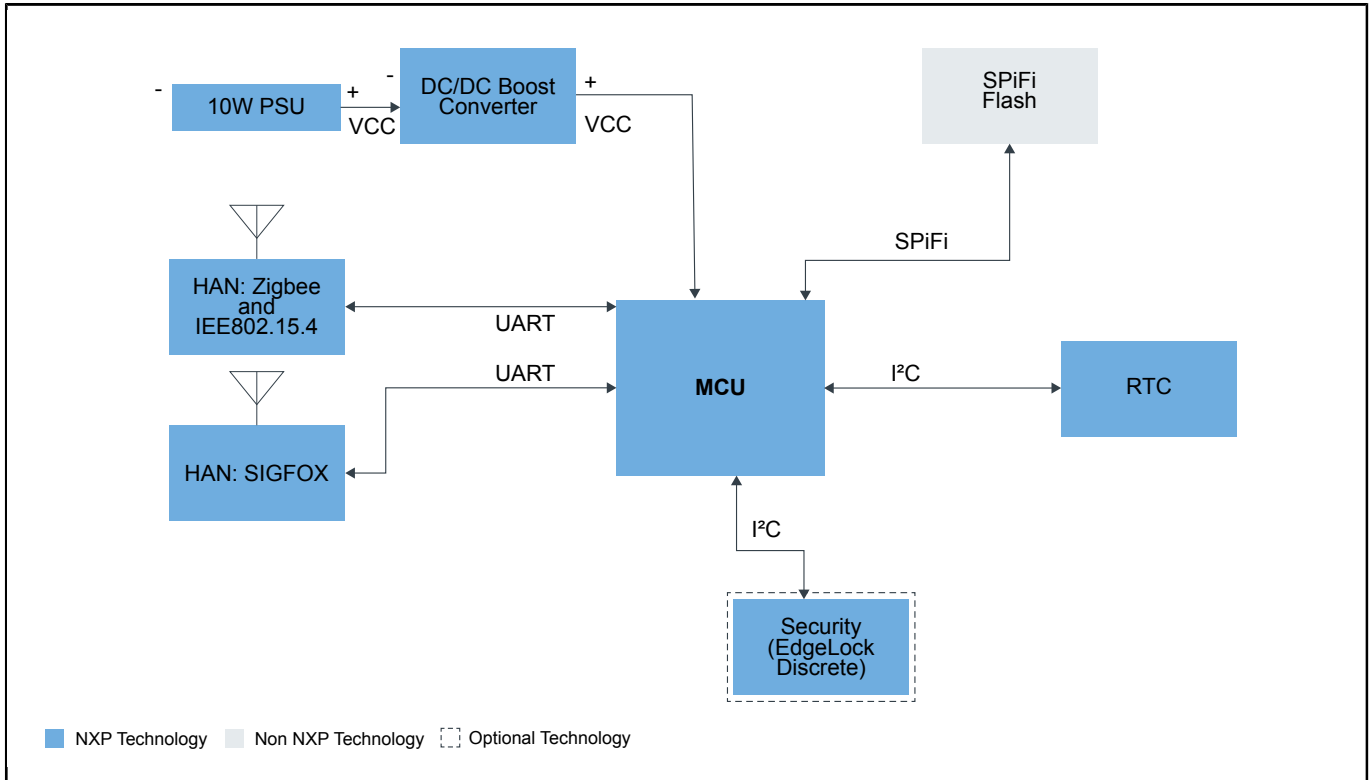 -
10W PSU
+
VCC
-
DC/DC Boost
Converter
+
VCC
SPiFi
Flash
SPiFi
HAN: Zigbee
and
IEE802.15.4
UART
UART
HAN: SIGFOX
MCU
I²C
RTC
I²C
Security
(EdgeLock
Discrete)
NXP Technology
Non NXP Technology
Optional Technology